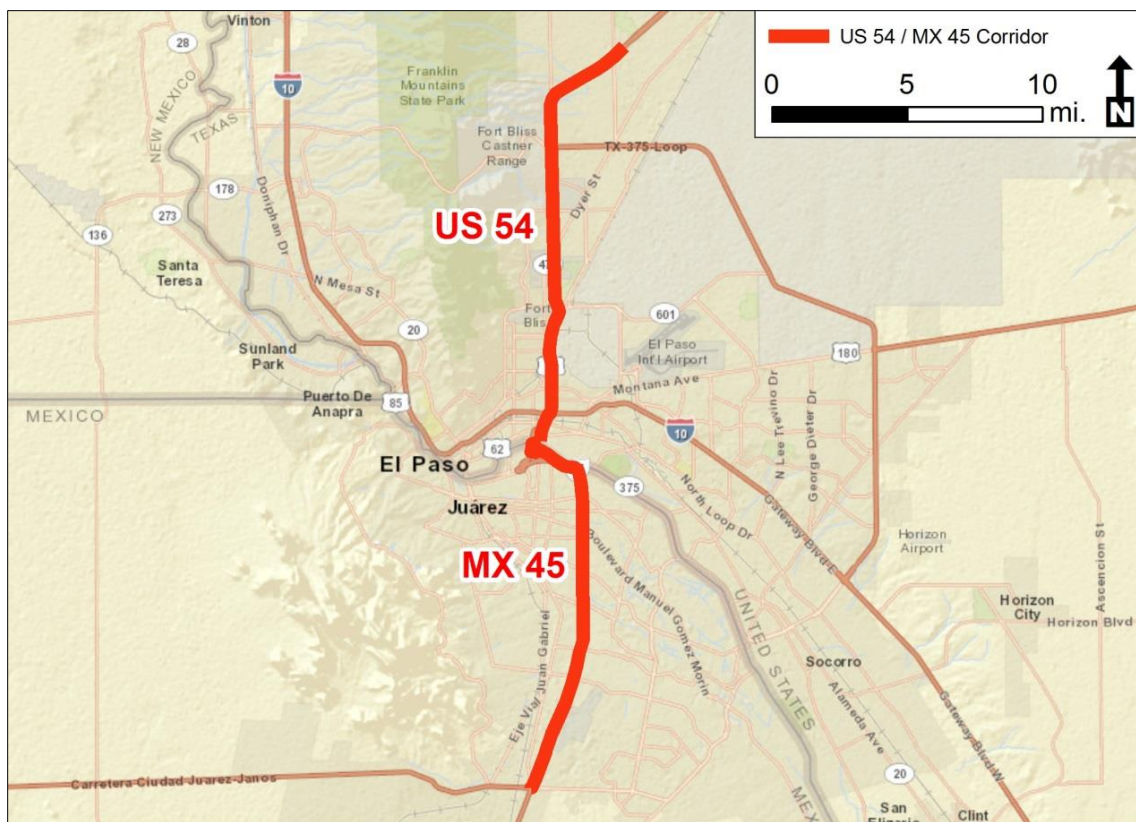 Vinton
28
10
Franklin
Mountains
State Park
US 54 / MX 45 Corridor
0 5 10
mi.
N
NEW MEXICO
TEXAS
Fort Bliss
Castner
Range
TX-375-Loop
178
Doniphan Dr
273
136
US 54
Dyer St
Santa
Teresa
N Mesa St
Fort
Bliss
601
20
El Paso
Int'l Airport
180
Sunland
Park
Montana Ave
Puerto De
Anapra
85
MEXICO
N Lee Trevino Dr
George Dieter Dr
10
62
El Paso
375
North Loop Dr
Gateway Blvd E
Juárez
Horizon
Airport
Ascencion St
MX 45
Boulevard Manuel Gomez Morin
UNITED STATES
Horizon
City
Horizon Blvd
Eje Vial Juan Gabriel
Socorro
Alameda Ave
Gateway Blvd W
Carretera Ciudad Juarez-Janos
20
San
Clint